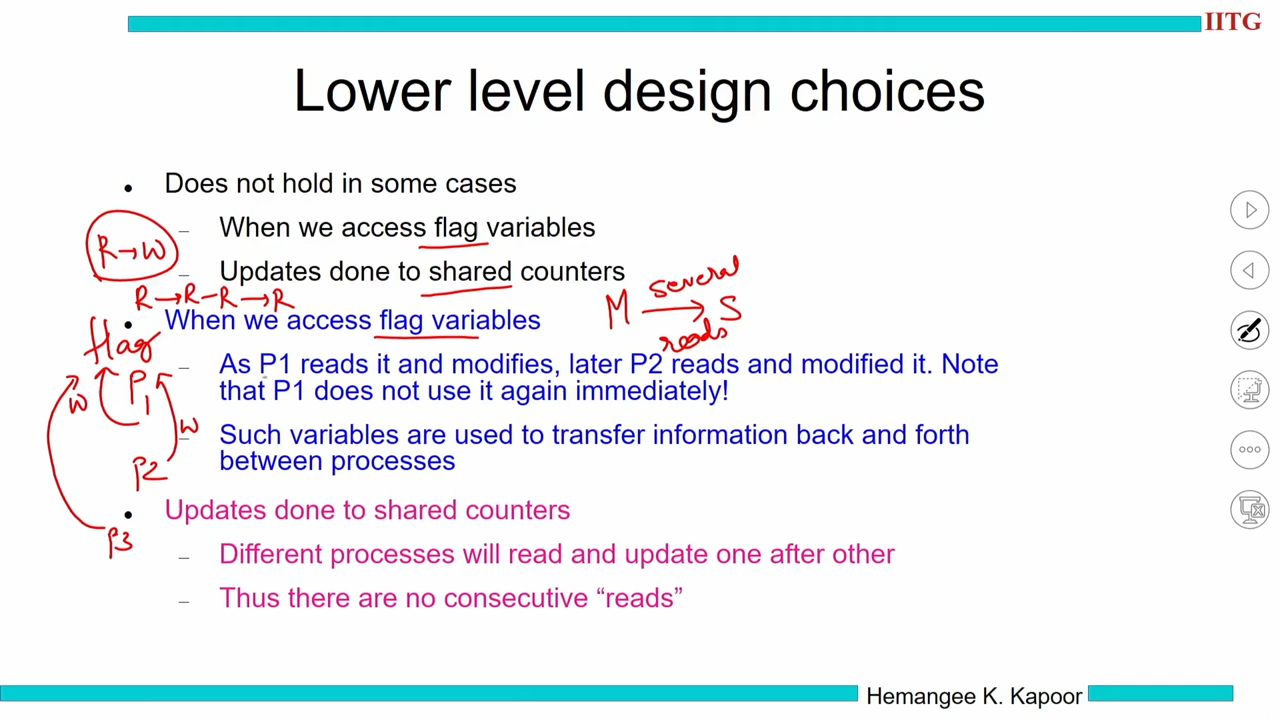 IITG
Lower level design choices
• Does not hold in some cases
– When we access flag variables
R→W
– Updates done to shared counters
several
M → S
reads
R→R–R→R
• When we access flag variables
flag
– As P1 reads it and modifies, later P2 reads and modified it. Note
that P1 does not use it again immediately!
P1
W
W
– Such variables are used to transfer information back and forth
between processes
P2
• Updates done to shared counters
P3
– Different processes will read and update one after other
– Thus there are no consecutive “reads”
Hemangee K. Kapoor